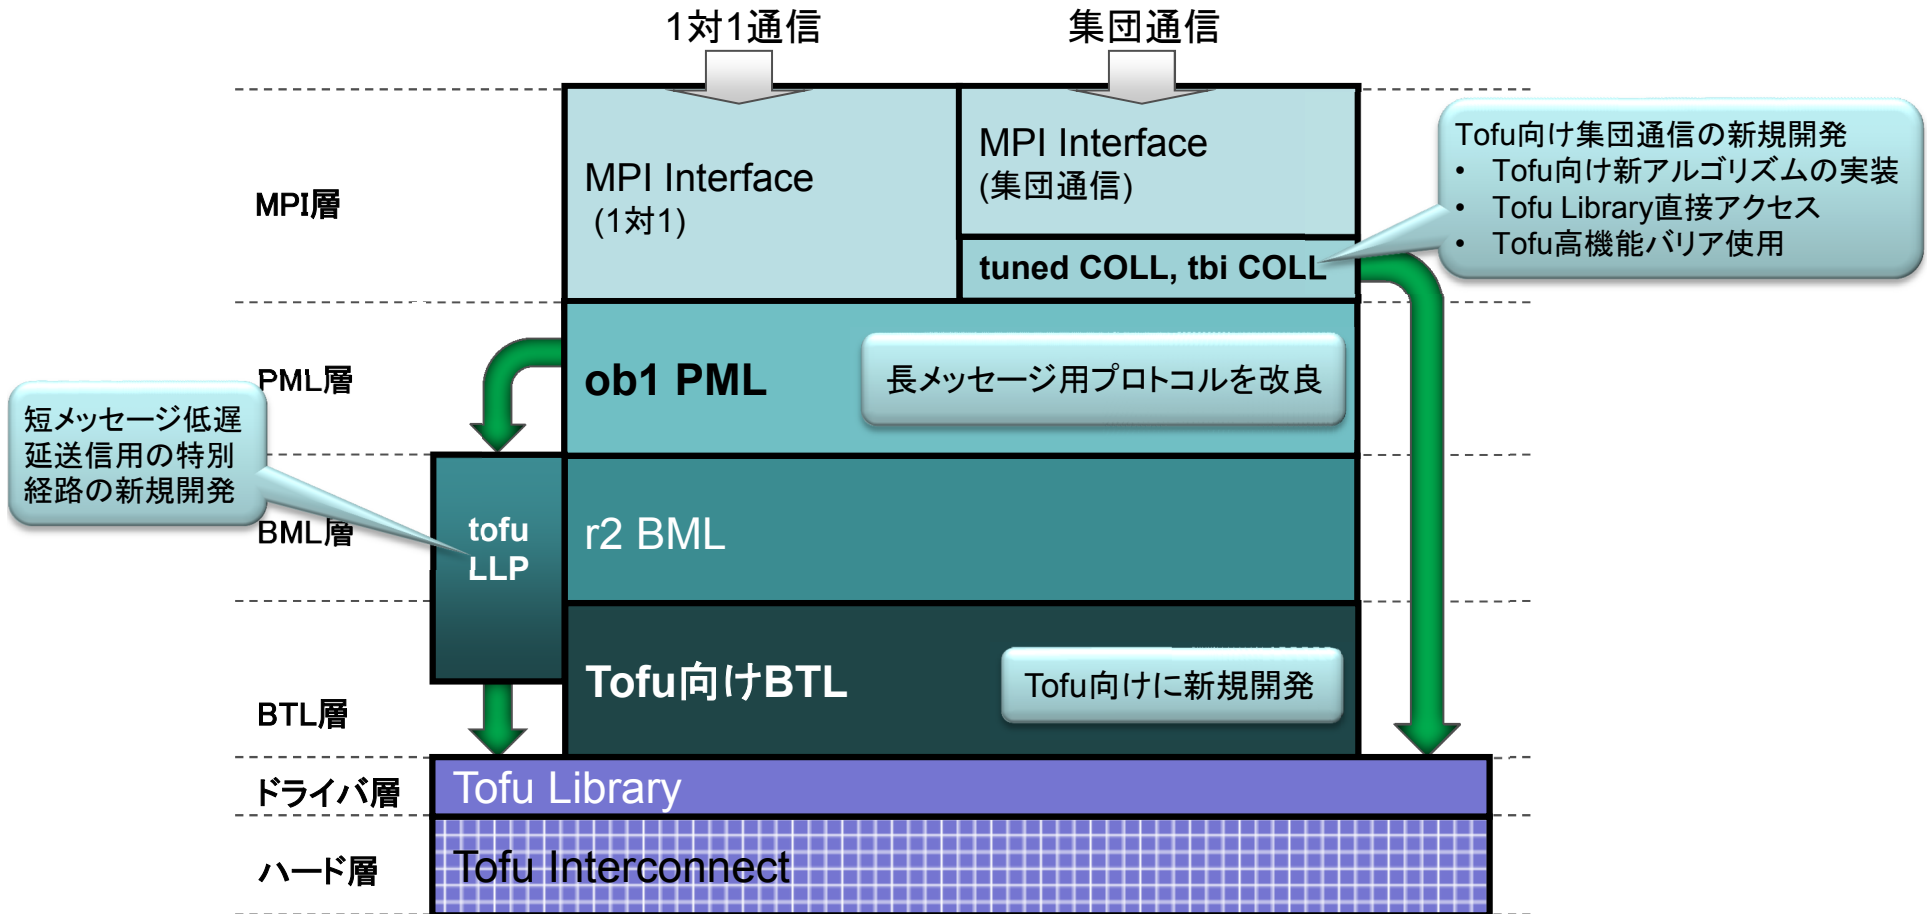 1対1通信
集団通信
MPI層
MPI Interface
(1対1)
MPI Interface
(集団通信)
tuned COLL, tbi COLL
Tofu向け集団通信の新規開発
• Tofu向け新アルゴリズムの実装
• Tofu Library直接アクセス
• Tofu高機能バリア使用
PML層
ob1 PML
長メッセージ用プロトコルを改良
短メッセージ低遅
延送信用の特別
経路の新規開発
BML層
tofu
LLP
r2 BML
BTL層
Tofu向けBTL
Tofu向けに新規開発
ドライバ層
Tofu Library
ハード層
Tofu Interconnect